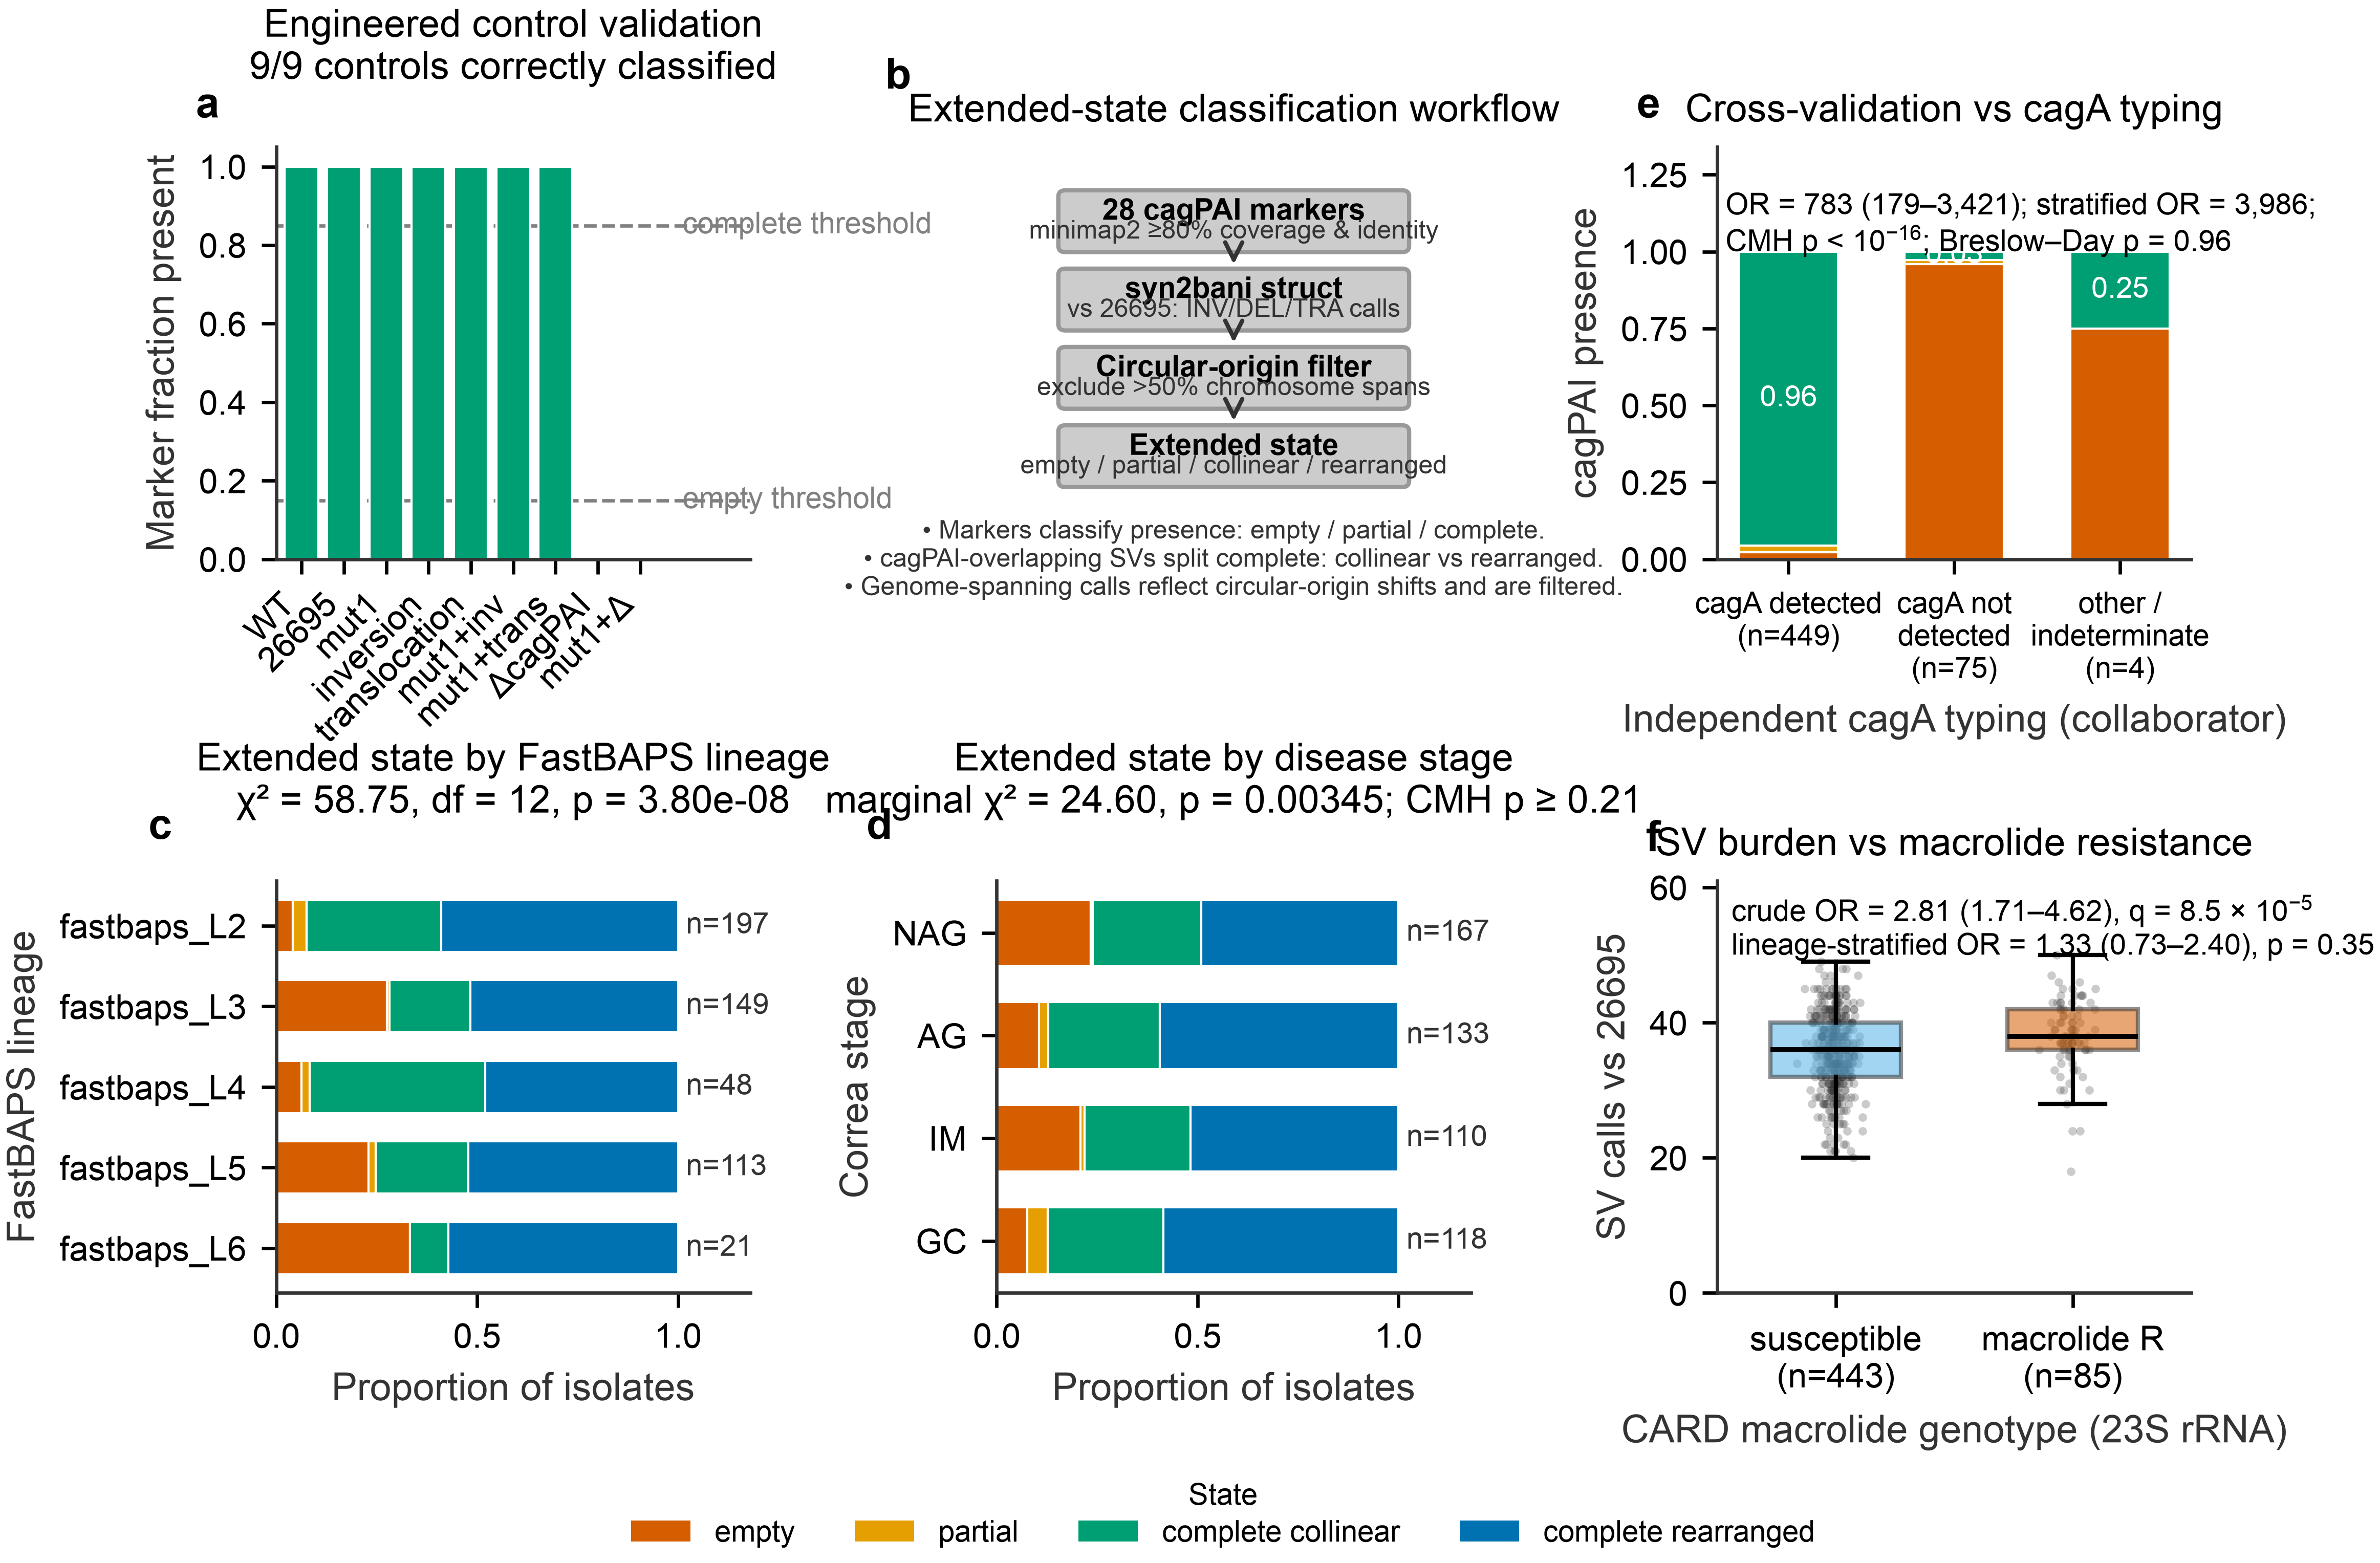 Engineered control validation
9/9 controls correctly classified
a
Marker fraction present
1.0
0.8
0.6
0.4
0.2
0.0
complete threshold
empty threshold
WT
26695
mut1
inversion
translocation
mut1+inv
mut1+trans
ΔcagPAI
mut1+Δ
b
Extended-state classification workflow
28 cagPAI markers
minimap2 ≥80% coverage & identity
syn2bani struct
vs 26695: INV/DEL/TRA calls
Circular-origin filter
exclude >50% chromosome spans
Extended state
empty / partial / collinear / rearranged
• Markers classify presence: empty / partial / complete.
• cagPAI-overlapping SVs split complete: collinear vs rearranged.
• Genome-spanning calls reflect circular-origin shifts and are filtered.
e
Cross-validation vs cagA typing
cagPAI presence
1.25
1.00
0.75
0.50
0.25
0.00
OR = 783 (179–3,421); stratified OR = 3,986;
CMH p < 10⁻¹⁶; Breslow–Day p = 0.96
0.96
0.25
cagA detected
(n=449)
cagA not
detected
(n=75)
other /
indeterminate
(n=4)
Independent cagA typing (collaborator)
Extended state by FastBAPS lineage
χ² = 58.75, df = 12, p = 3.80e-08
c
FastBAPS lineage
fastbaps_L2
fastbaps_L3
fastbaps_L4
fastbaps_L5
fastbaps_L6
n=197
n=149
n=48
n=113
n=21
0.0
0.5
1.0
Proportion of isolates
Extended state by disease stage
marginal χ² = 24.60, p = 0.00345; CMH p ≥ 0.21
d
Correa stage
NAG
AG
IM
GC
n=167
n=133
n=110
n=118
0.0
0.5
1.0
Proportion of isolates
f
SV burden vs macrolide resistance
SV calls vs 26695
60
40
20
0
crude OR = 2.81 (1.71–4.62), q = 8.5 × 10⁻⁵
lineage-stratified OR = 1.33 (0.73–2.40), p = 0.35
susceptible
(n=443)
macrolide R
(n=85)
CARD macrolide genotype (23S rRNA)
State
empty
partial
complete collinear
complete rearranged